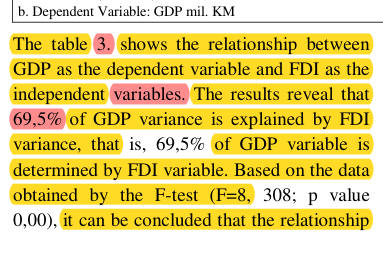 b. Dependent Variable: GDP mil. KM
The table 3. shows the relationship between
GDP as the dependent variable and FDI as the
independent variables. The results reveal that
69,5% of GDP variance is explained by FDI
variance, that is, 69,5% of GDP variable is
determined by FDI variable. Based on the data
obtained by the F-test (F=8, 308; p value
0,00), it can be concluded that the relationship